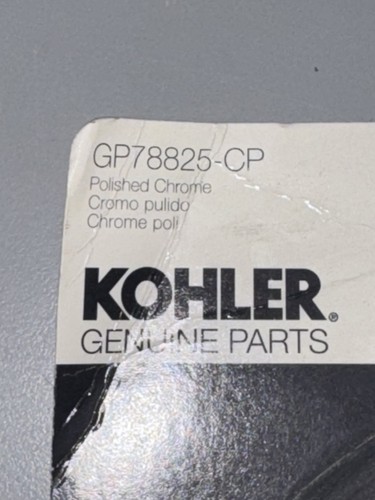 GP78825-CP
Polished Chrome
Cromo pulido
Chrome poli
KOHLER®
GENUINE PARTS